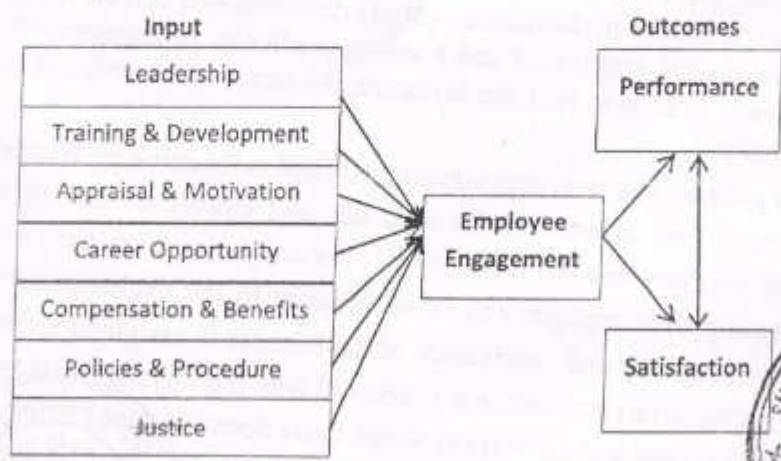 Input
Outcomes
Leadership
Training & Development
Appraisal & Motivation
Career Opportunity
Compensation & Benefits
Policies & Procedure
Justice
Employee
Engagement
Performance
Satisfaction